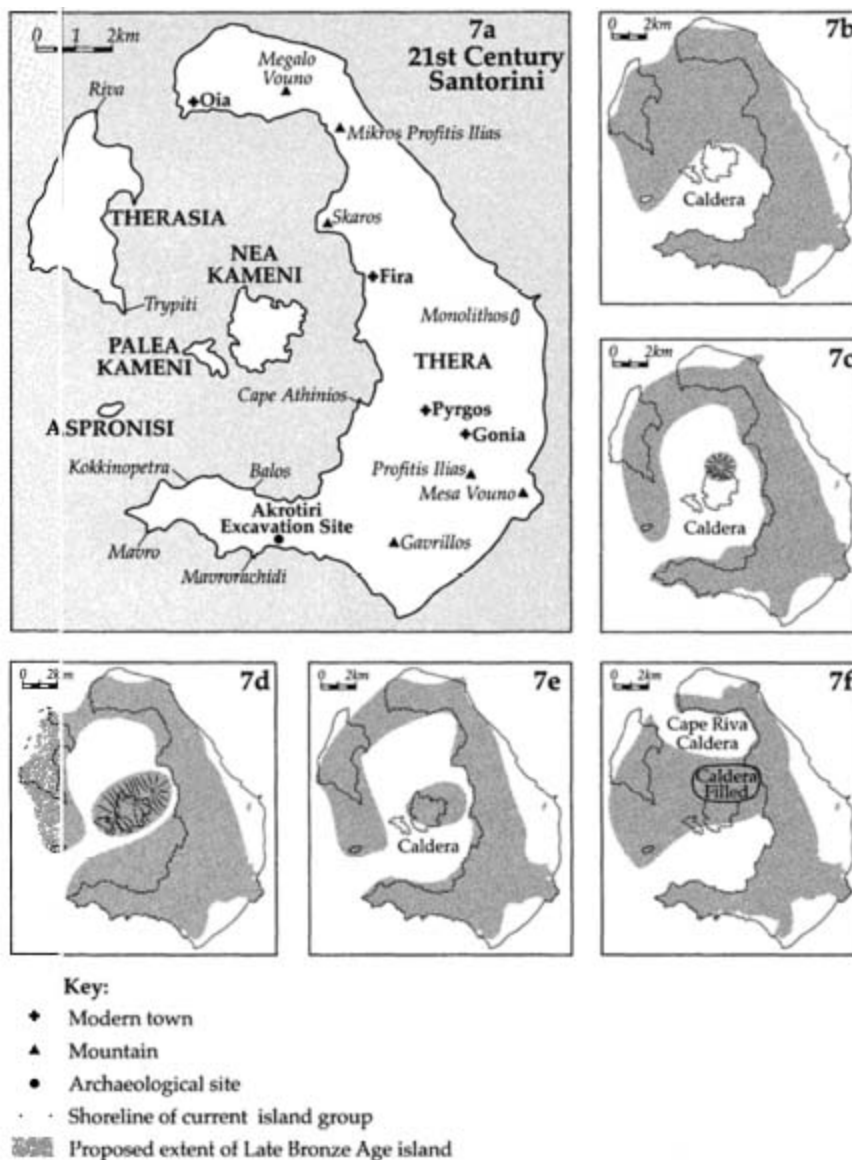 7a
21st Century
Santorini
0 1 2km
Riva
Megalo
Vouno
Oia
Mikros Profitis Ilias
THERASIA
Skaros
NEA
KAMENI
Fira
Trypiti
Monolithos
PALEA
KAMENI
THERA
Cape Athinios
ASPRONISI
Pyrgos
Gonia
Kokkinopetra
Balos
Profitis Ilias
Mesa Vouno
Akrotiri
Excavation Site
Mavro
Gavrillos
Mavrorachidi
7b
0 2km
Caldera
7c
0 2km
Caldera
7d
0 2km
7e
0 2km
Caldera
7f
0 2km
Cape Riva
Caldera
Caldera
Filled
Key:
Modern town
Mountain
Archaeological site
Shoreline of current island group
Proposed extent of Late Bronze Age island